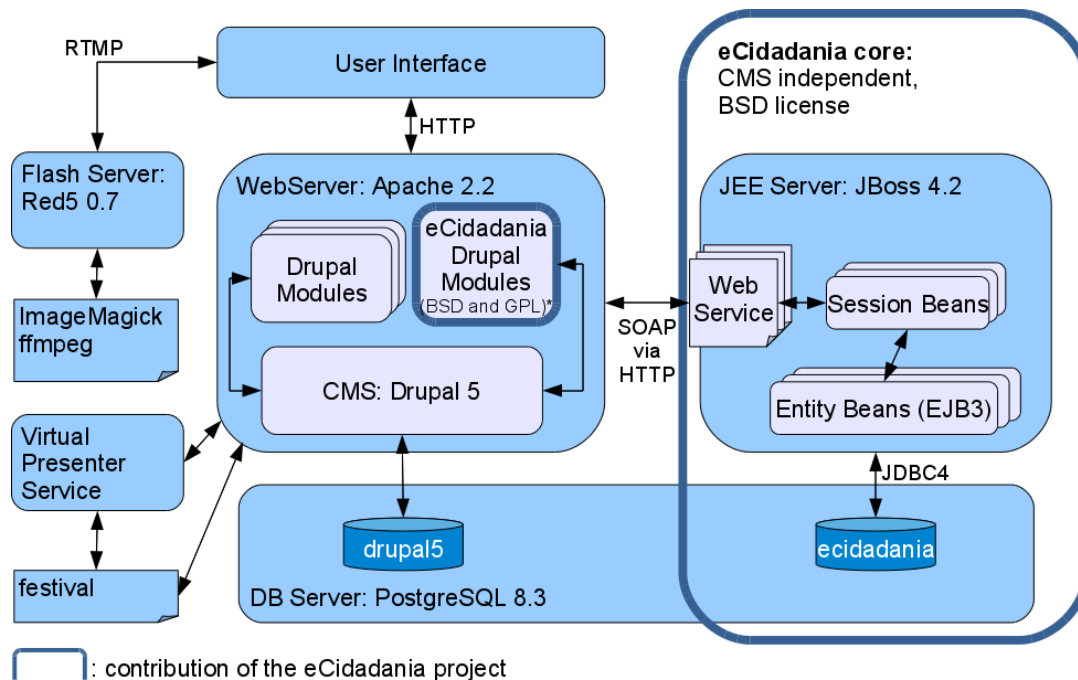 RTMP
User Interface
eCidadania core:
CMS independent,
BSD license
HTTP
Flash Server:
Red5 0.7
WebServer: Apache 2.2
JEE Server: JBoss 4.2
eCidadania
Drupal
Modules
(BSD and GPL)*
Drupal
Modules
Web
Service
Session Beans
ImageMagick
ffmpeg
SOAP
via
HTTP
CMS: Drupal 5
Entity Beans (EJB3)
Virtual
Presenter
Service
JDBC4
drupal5
ecidadania
festival
DB Server: PostgreSQL 8.3
: contribution of the eCidadania project